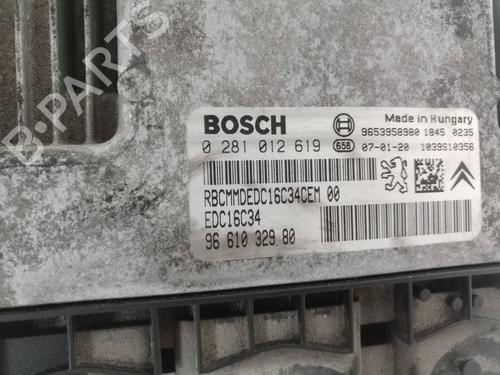 B-PARTS
BOSCH
Made in Hungary
9653958980 1845 0235
0 281 012 619
658
07-01-20 1039S10356
RBCMMDEDC16C34CEM 00
EDC16C34
96 610 329 80